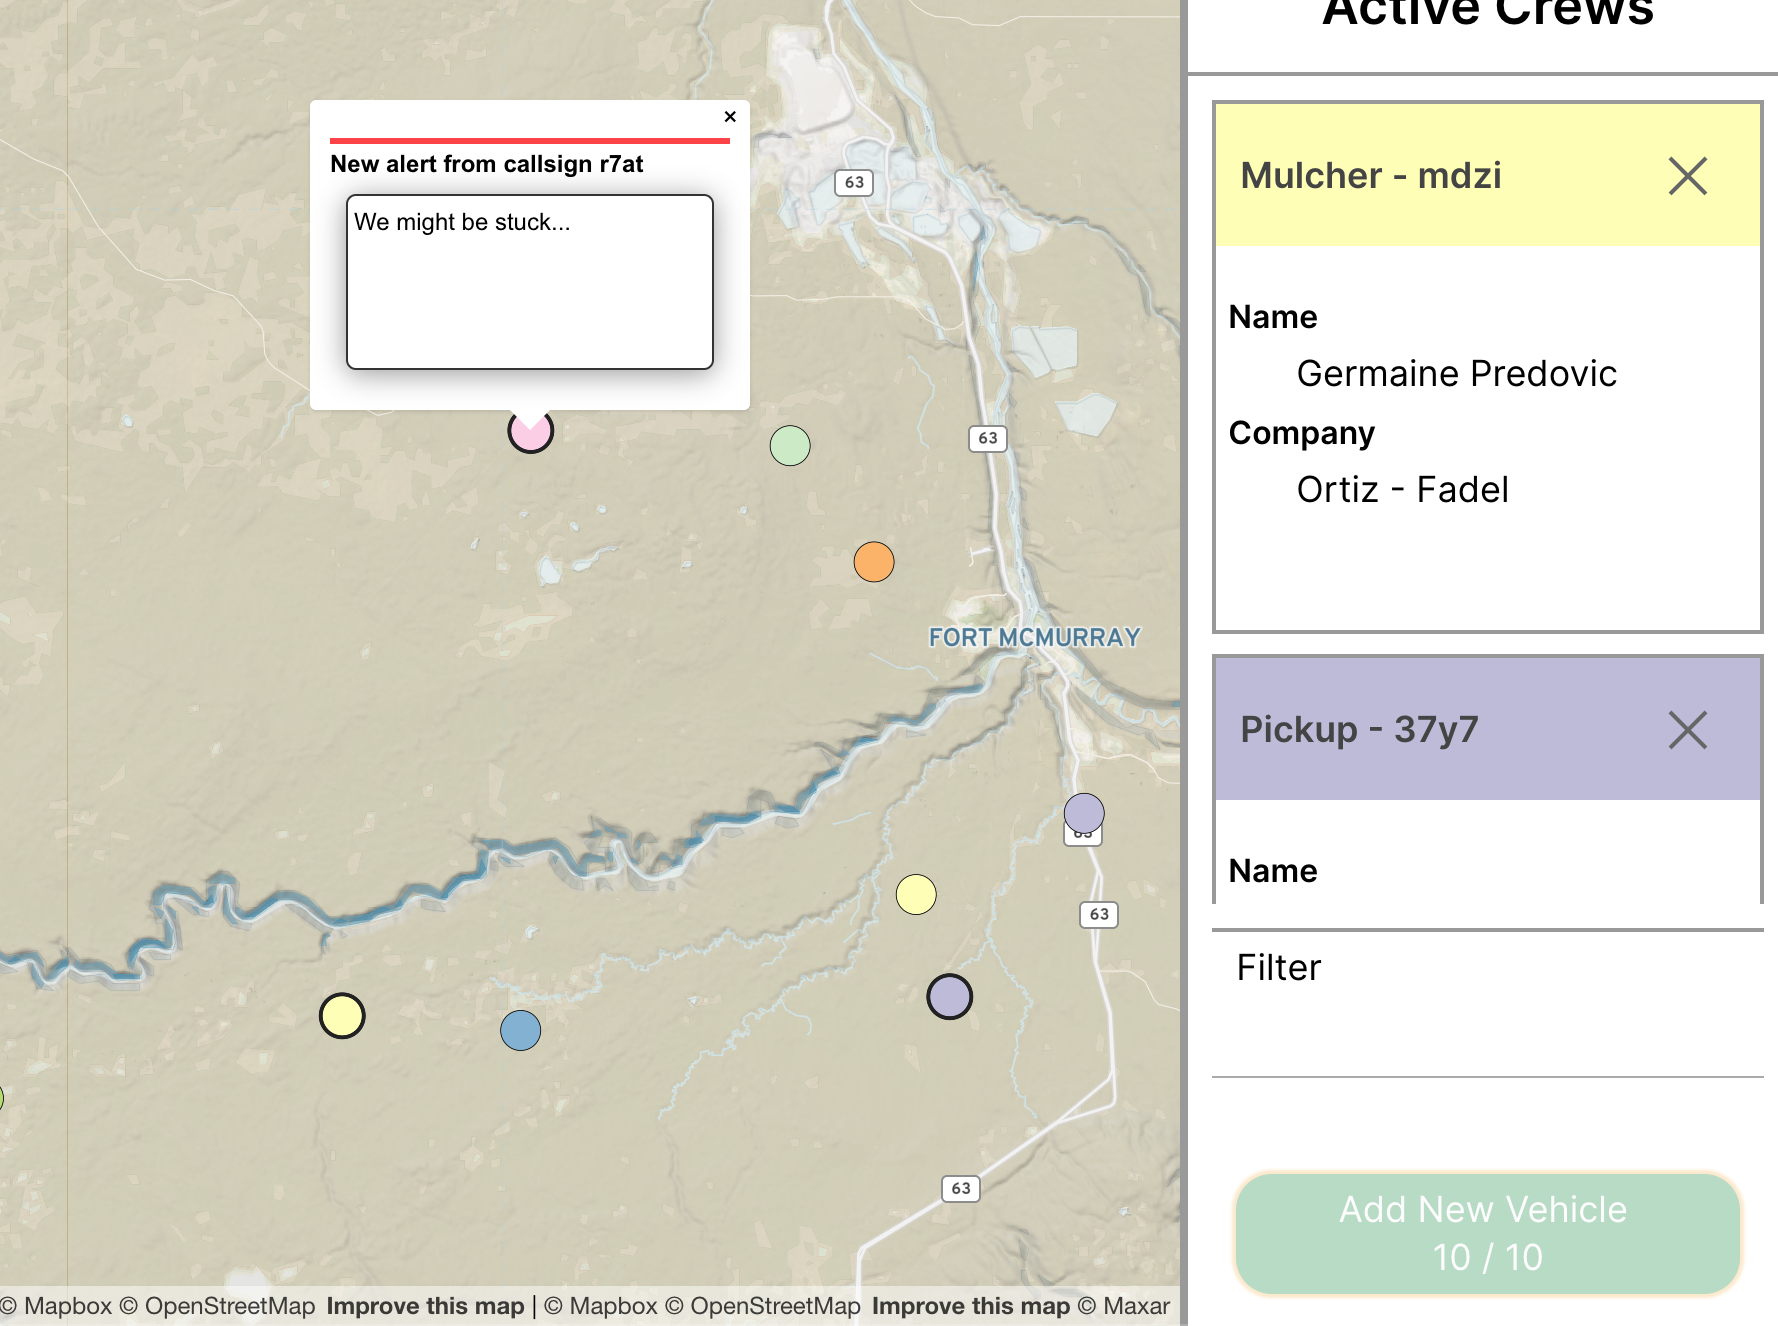 Active Crews
×
New alert from callsign r7at
We might be stuck...
63
63
FORT MCMURRAY
63
63
63
Mulcher - mdzi
Name
Germaine Predovic
Company
Ortiz - Fadel
Pickup - 37y7
Name
Filter
Add New Vehicle
10 / 10
© Mapbox © OpenStreetMap Improve this map | © Mapbox © OpenStreetMap Improve this map © Maxar